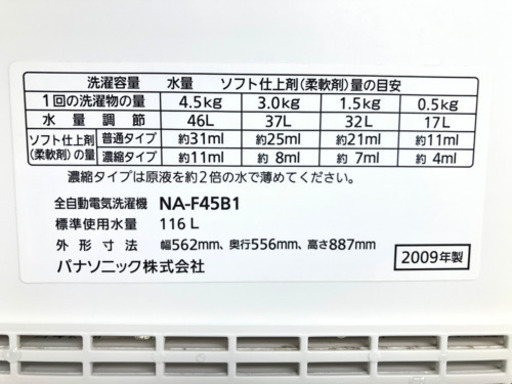 洗濯容量 水量 ソフト仕上剤(柔軟剤)量の目安
1回の洗濯物の量 4.5kg 3.0kg 1.5kg 0.5kg
水量調節 46L 37L 32L 17L
ソフト仕上剤(柔軟剤)の量 普通タイプ 約31ml 約25ml 約21ml 約11ml
濃縮タイプ 約11ml 約 8ml 約 7ml 約 4ml
濃縮タイプは原液を約2倍の水で薄めてください。
全自動電気洗濯機 NA-F45B1
標準使用水量 116 L
外形寸法 幅562mm、奥行556mm、高さ887mm
パナソニック株式会社 2009年製